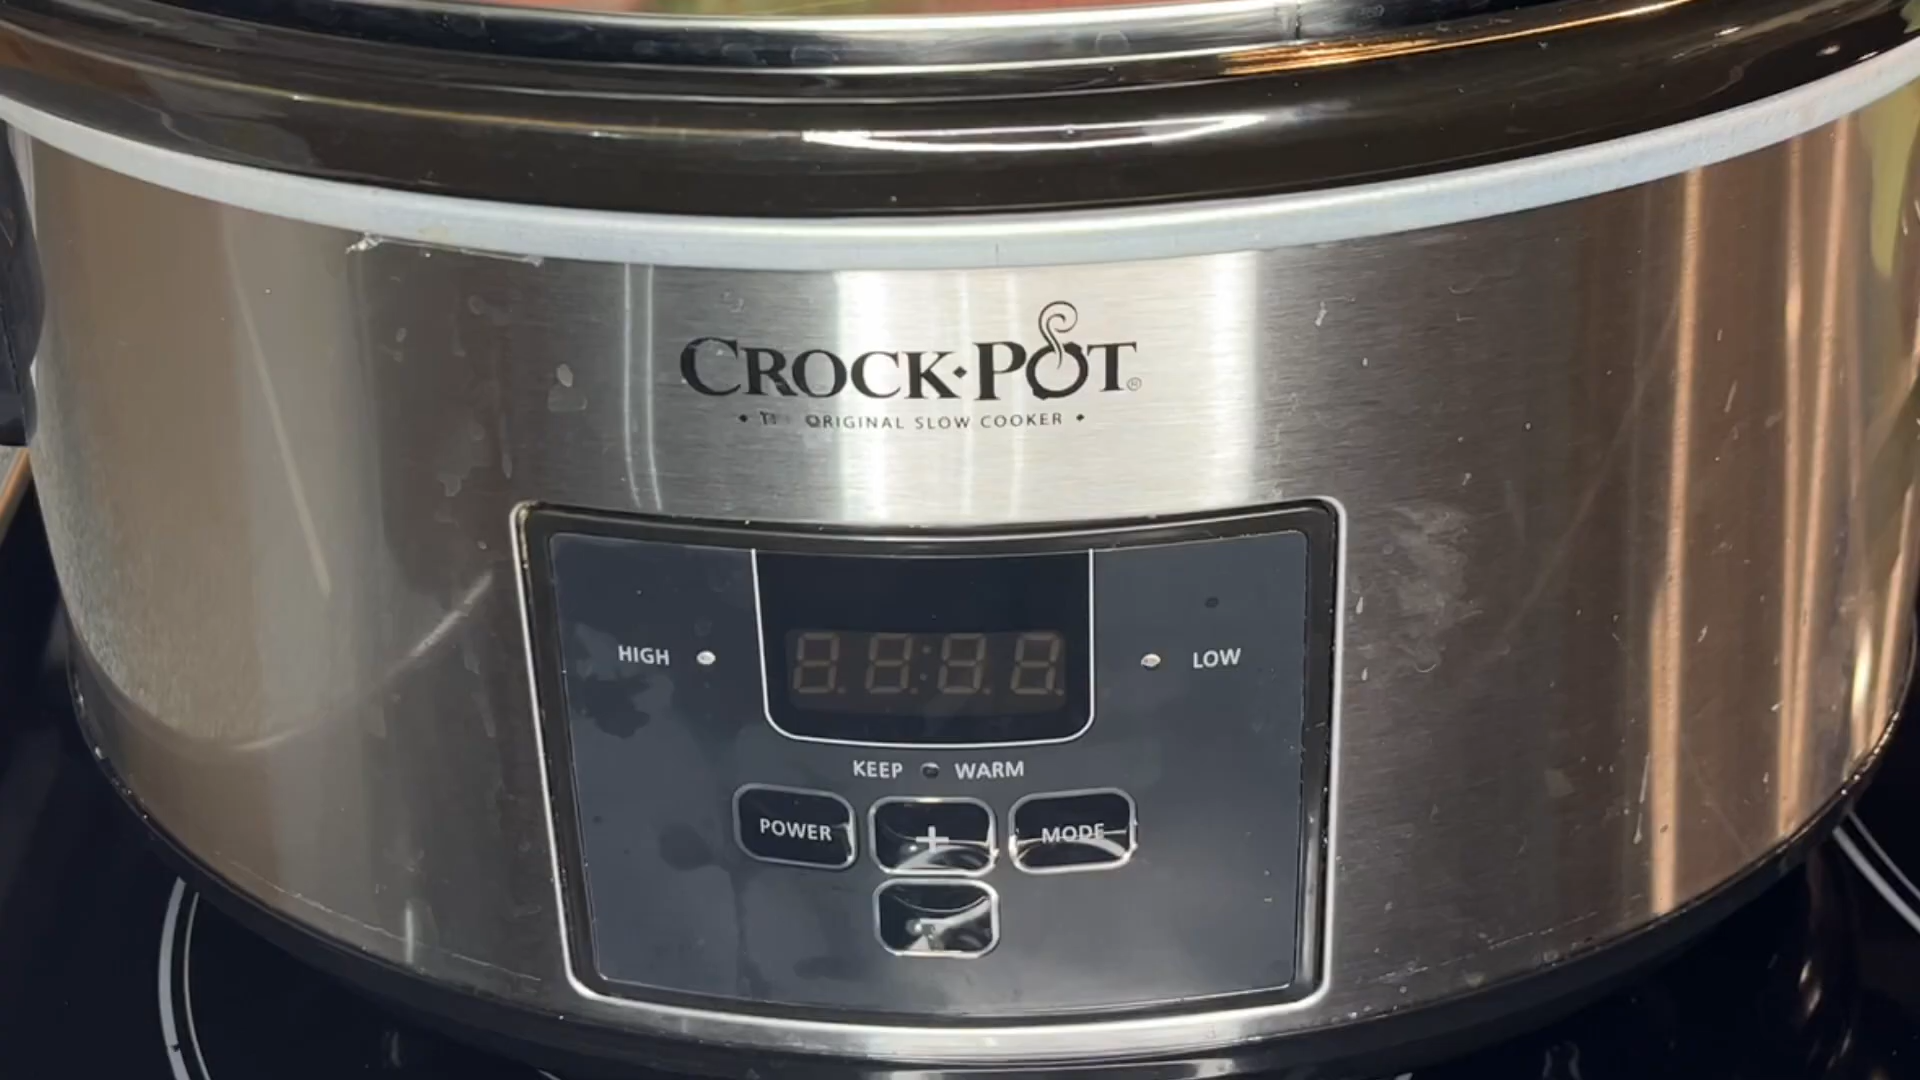 CROCK·POT®
• ORIGINAL SLOW COOKER •
HIGH
LOW
KEEP WARM
POWER + MODE
-